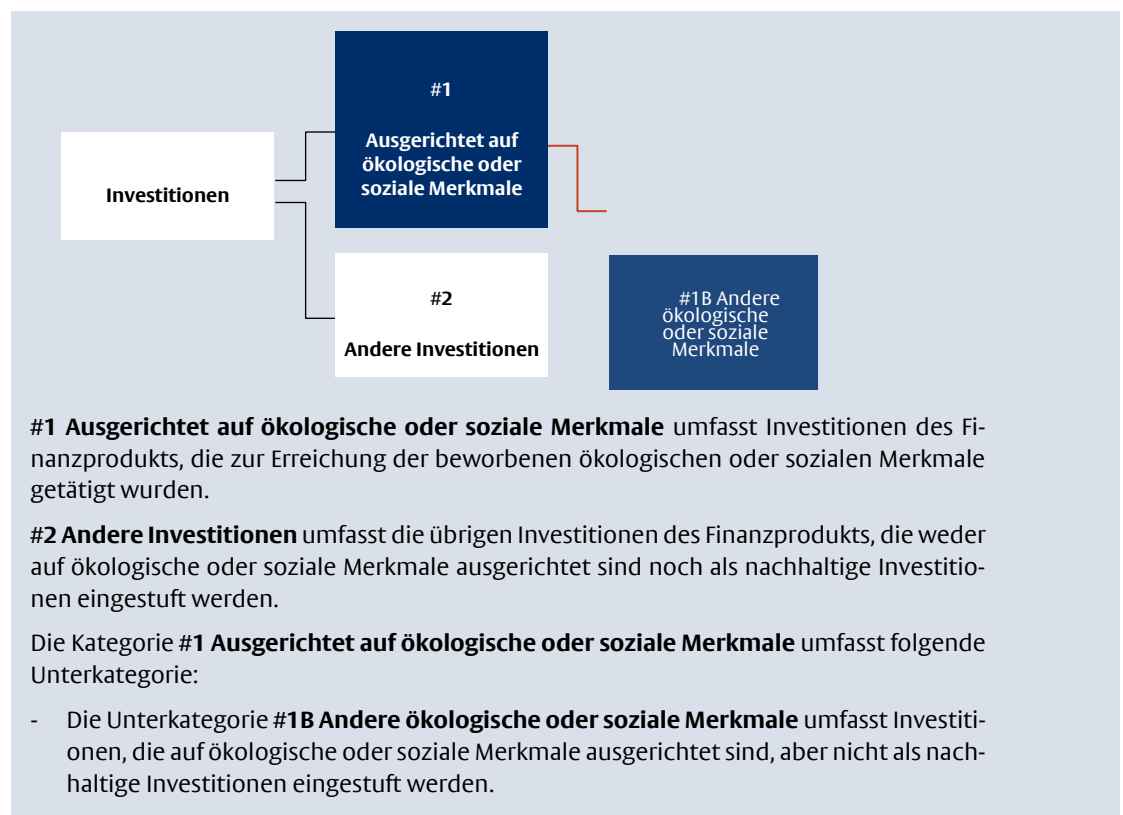 #1
Ausgerichtet auf
ökologische oder
soziale Merkmale
Investitionen
#2
Andere Investitionen
#1B Andere
ökologische
oder soziale
Merkmale
#1 Ausgerichtet auf ökologische oder soziale Merkmale umfasst Investitionen des Fi-
nanzprodukts, die zur Erreichung der beworbenen ökologischen oder sozialen Merkmale
getätigt wurden.
#2 Andere Investitionen umfasst die übrigen Investitionen des Finanzprodukts, die weder
auf ökologische oder soziale Merkmale ausgerichtet sind noch als nachhaltige Investitio-
nen eingestuft werden.
Die Kategorie #1 Ausgerichtet auf ökologische oder soziale Merkmale umfasst folgende
Unterkategorie:
- Die Unterkategorie #1B Andere ökologische oder soziale Merkmale umfasst Investiti-
onen, die auf ökologische oder soziale Merkmale ausgerichtet sind, aber nicht als nach-
haltige Investitionen eingestuft werden.